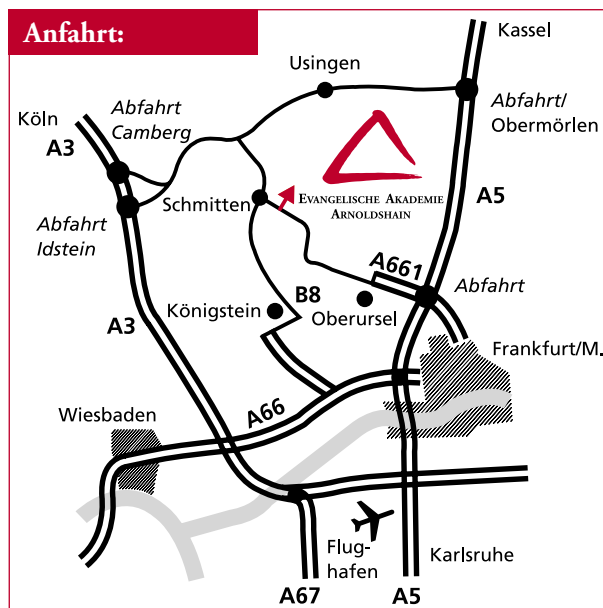 Anfahrt:
Kassel
Usingen
Abfahrt
Camberg
Köln
A3
Abfahrt/
Obermörlen
EVANGELISCHE AKADEMIE
ARNOLDSHAIN
A5
Schmitten
Abfahrt
Idstein
A661
Abfahrt
B8
Königstein
Oberursel
A3
Frankfurt/M.
A66
Wiesbaden
Flug-
hafen
Karlsruhe
A67
A5